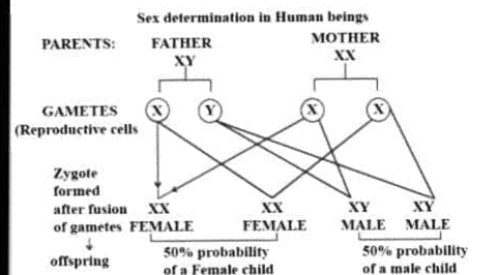 Sex determination in Human beings
PARENTS: FATHER MOTHER
XY XX
GAMETES X Y X X
(Reproductive cells
Zygote
formed
after fusion XX XX XY XY
of gametes FEMALE FEMALE MALE MALE
offspring 50% probability 50% probability
of a Female child of a male child